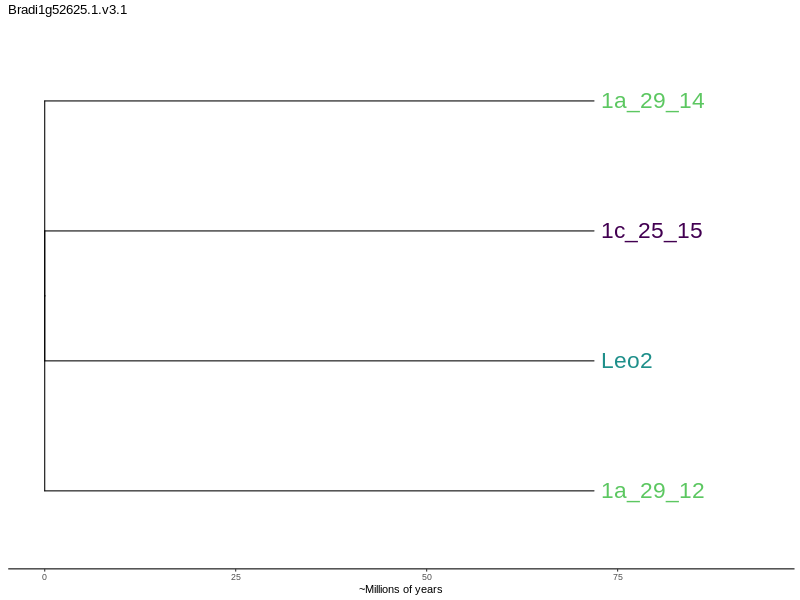 Bradi1g52625.1.v3.1
1a_29_14
1c_25_15
Leo2
1a_29_12
0 25 50 75
~Millions of years